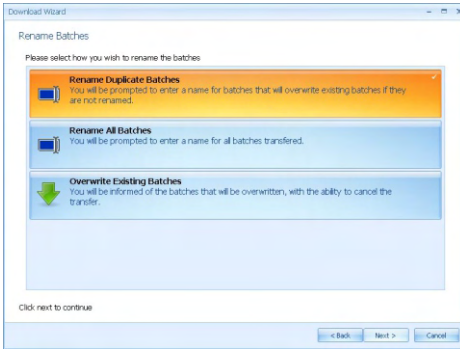 Download Wizard
Rename Batches
Please select how you wish to rename the batches
Rename Duplicate Batches
You will be prompted to enter a name for batches that will overwrite existing batches if they
are not renamed.
Rename All Batches
You will be prompted to enter a name for all batches transfered.
Overwrite Existing Batches
You will be informed of the batches that will be overwritten, with the ability to cancel the
transfer.
Click next to continue
< Back Next > Cancel